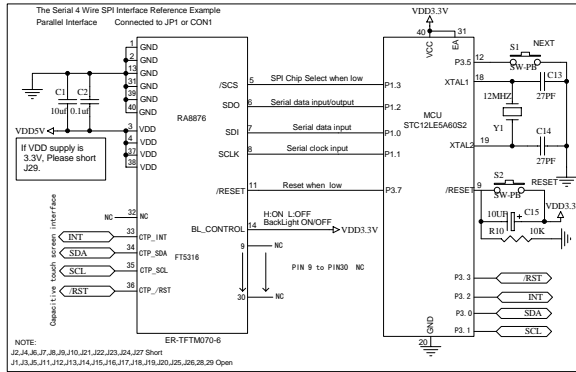 The Serial 4 Wire SPI Interface Reference Example
Parallel Interface Connected to JP1 or CON1
1 GND
2 GND
13 GND
31 GND
39 GND
40 GND
3 VDD
4 VDD
37 VDD
38 VDD
C1
10uf
C2
0.1uf
VDD5V
If VDD supply is
3.3V, Please short
J29.
RA8876
/SCS 5 SPI Chip Select when low P1.3
SDO 6 Serial data input/output P1.2
SDI 7 Serial data input P1.0
SCLK 8 Serial clock input P1.1
/RESET 11 Reset when low P3.7
BL_CONTROL 14
H:ON L:OFF
BackLight ON/OFF
VDD3.3V
9 NC
PIN 9 to PIN30 NC
30 NC
Capacitive touch screen interface
NC 32 NC
INT 33 CTP_INT
SDA 34 CTP_SDA
SCL 35 CTP_SCL
/RST 36 CTP_/RST
FT5316
ER-TFTM070-6
VDD3.3V
40 VCC
31 EA
MCU
STC12LE5A60S2
P3.5 12
S1 NEXT
SW-PB
XTAL1 18
C13
27PF
12MHZ
Y1
XTAL2 19
C14
27PF
S2
RESET
SW-PB
/RESET 9
VDD3.3
10UF C15
R10 10K
P3.3 /RST
P3.2 INT
P3.0 SDA
P3.1 SCL
GND
20
NOTE:
J2,J4,J6,J7,J8,J9,J10,J21,J22,J23,J24,J27 Short
J1,J3,J5,J11,J12,J13,J14,J15,J16,J17,J18,J19,J20,J25,J26,28,29 Open